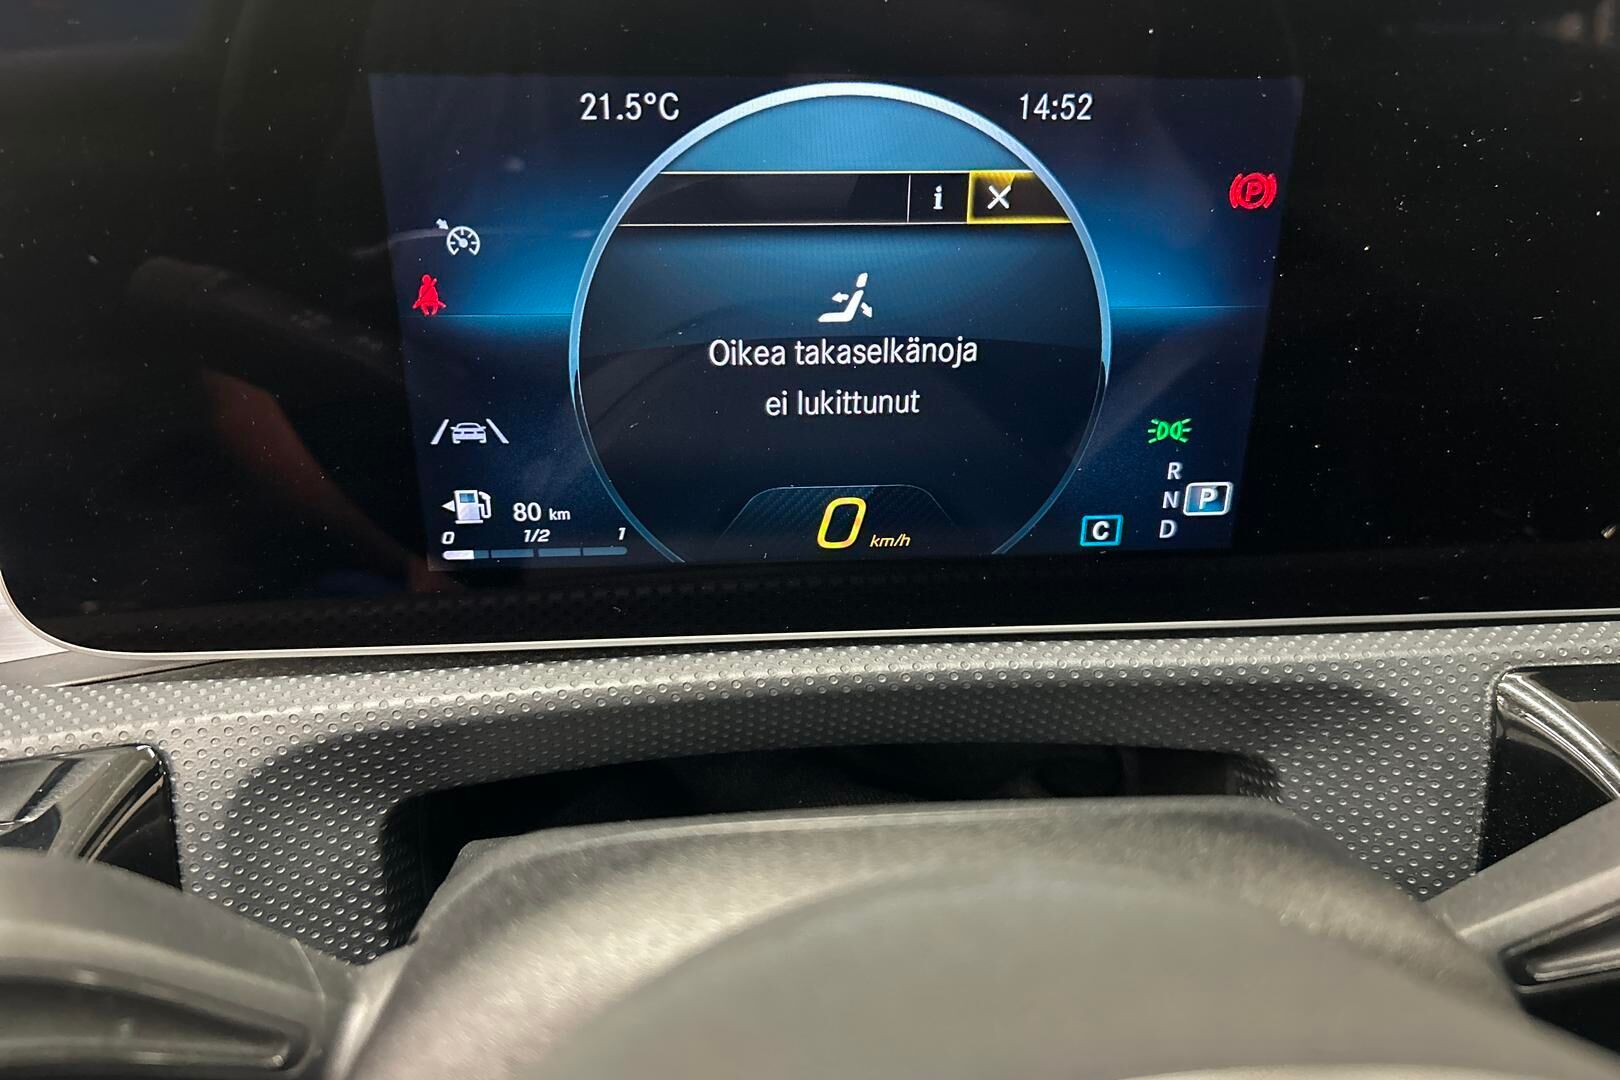 21.5°C
14:52
i
P
Oikea takaselkänoja
ei lukittunut
R
N P
D
80 km
0 1/2 1
0 km/h
C